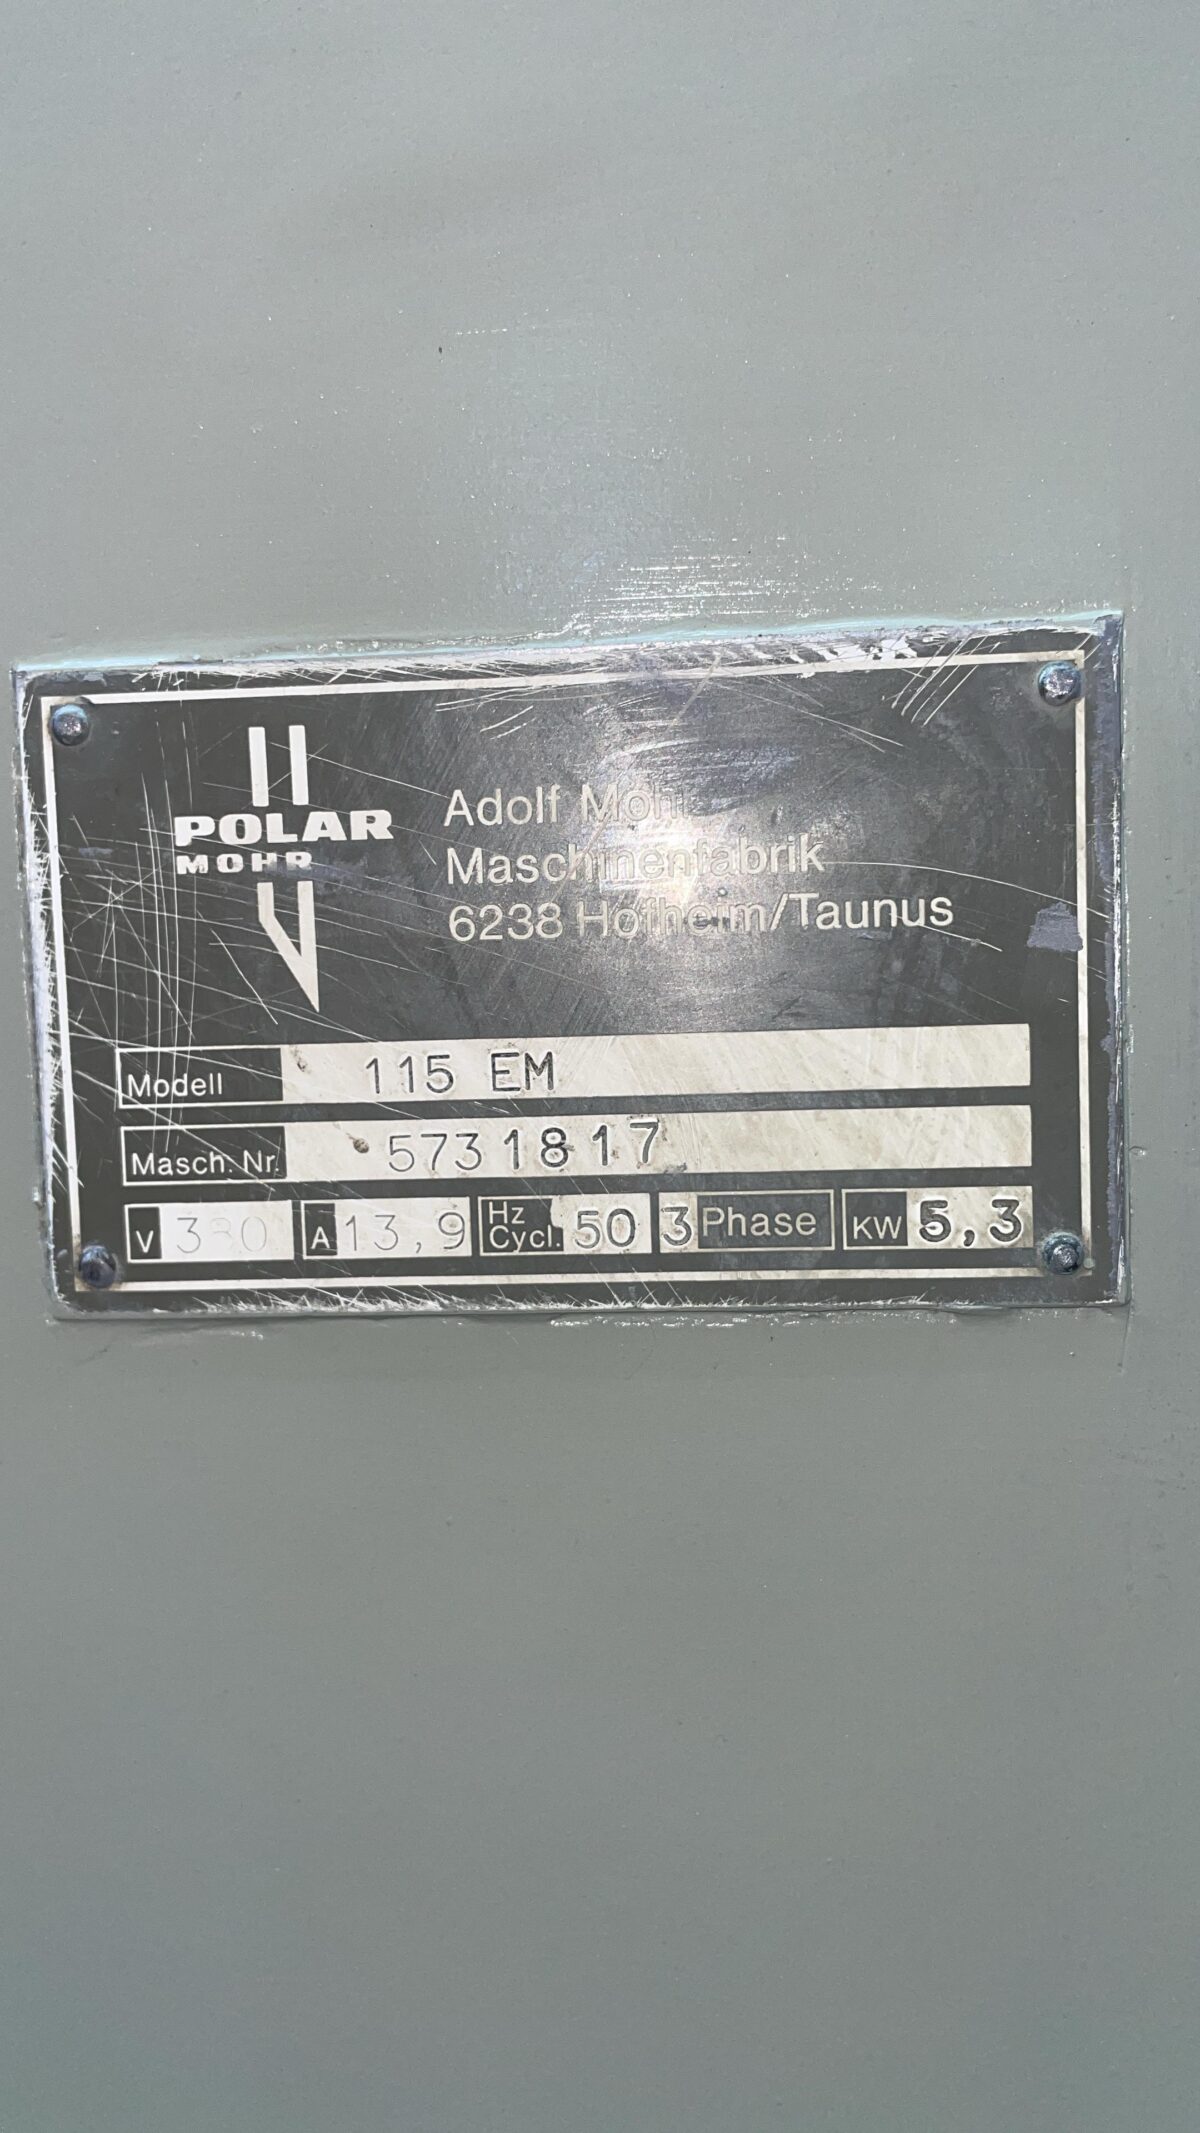 POLAR
MOHR
Adolf Mohr
Maschinenfabrik
6238 Hofheim/Taunus
Modell 115 EM
Masch. Nr. 5731817
V 380 A 13,9 Hz Cycl. 50 3 Phase KW 5,3